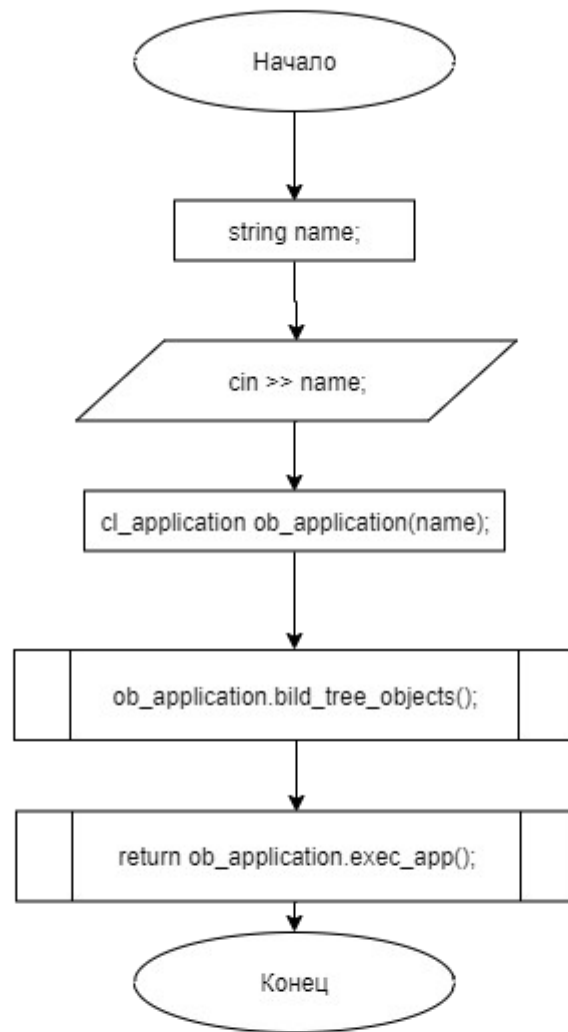 Начало
string name;
cin >> name;
cl_application ob_application(name);
ob_application.bild_tree_objects();
return ob_application.exec_app();
Конец